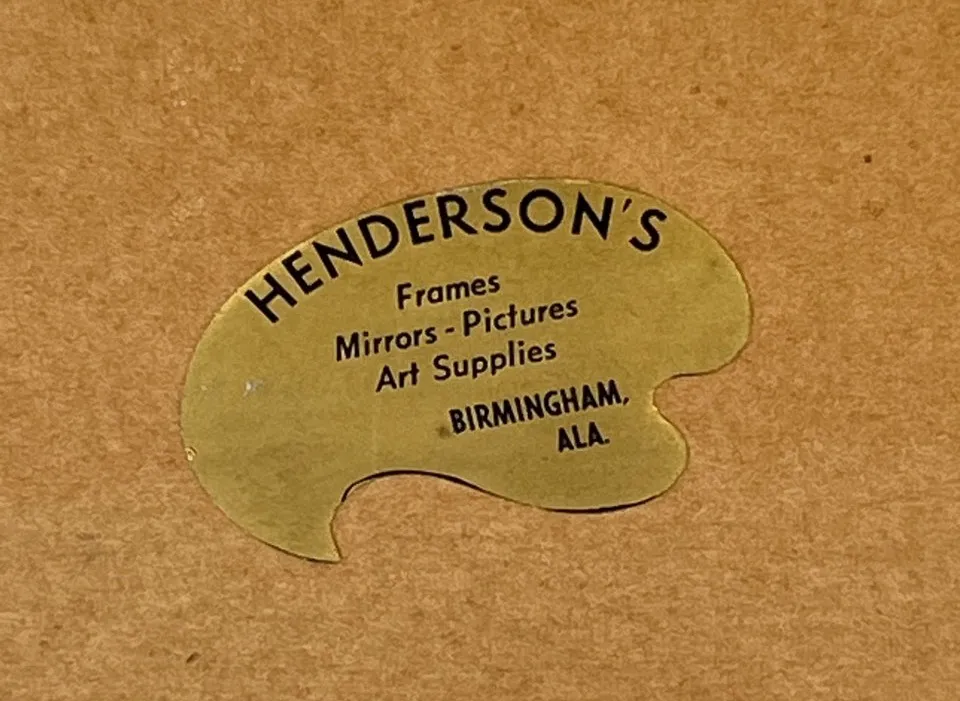 HENDERSON'S
Frames
Mirrors - Pictures
Art Supplies
BIRMINGHAM,
ALA.